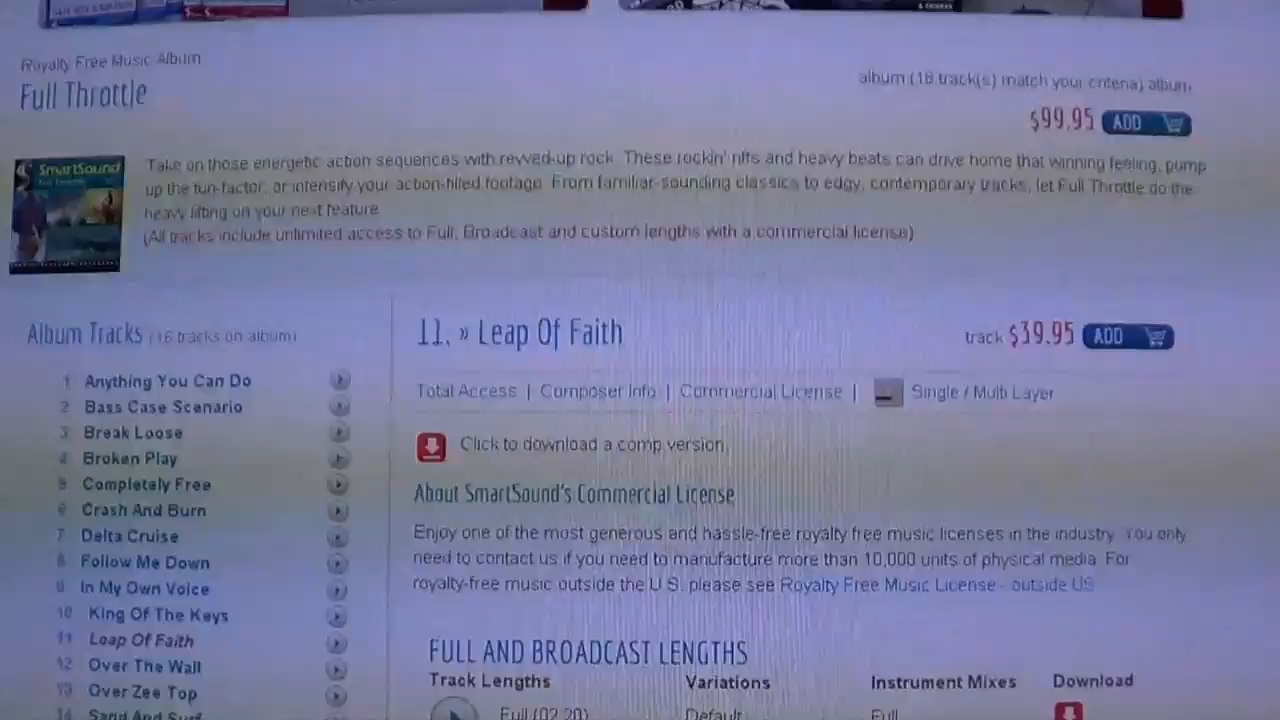 Royalty Free Music Album
Full Throttle
album (16 track(s) match your criteria) album
$99.95 ADD
SmartSound
Take on those energetic action sequences with revved-up rock. These rockin' riffs and heavy beats can drive home that winning feeling, pump
up the fun-factor, or intensify your action-filled footage. From familiar-sounding classics to edgy, contemporary tracks, let Full Throttle do the
heavy lifting on your next feature.
(All tracks include unlimited access to Full, Broadcast and custom lengths with a commercial license)
Album Tracks (16 tracks on album)
1 Anything You Can Do
2 Bass Case Scenario
3 Break Loose
4 Broken Play
5 Completely Free
6 Crash And Burn
7 Delta Cruise
8 Follow Me Down
9 In My Own Voice
10 King Of The Keys
11 Leap Of Faith
12 Over The Wall
13 Over Zee Top
14 Sand And Surf
11. » Leap Of Faith
track $39.95 ADD
Total Access | Composer Info | Commercial License | Single / Multi Layer
Click to download a comp version.
About SmartSound's Commercial License
Enjoy one of the most generous and hassle-free royalty free music licenses in the industry. You only
need to contact us if you need to manufacture more than 10,000 units of physical media. For
royalty-free music outside the U.S. please see Royalty Free Music License - outside US
FULL AND BROADCAST LENGTHS
Track Lengths Variations Instrument Mixes Download
Full (02:20) Default Full